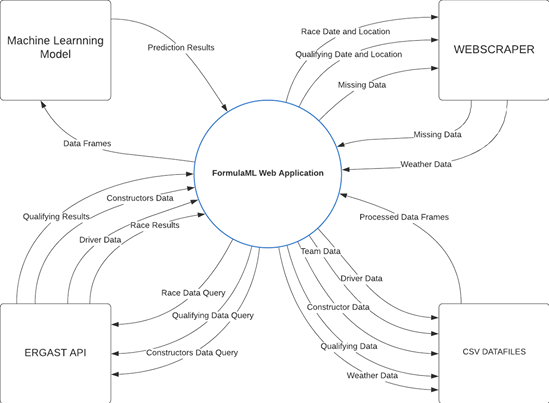 Machine Learnning
Model
Prediction Results
Race Date and Location
Qualifying Date and Location
Missing Data
WEBSCRAPER
Missing Data
Weather Data
Data Frames
FormulaML Web Application
Qualifying Results
Constructors Data
Driver Data
Race Results
Processed Data Frames
Team Data
Driver Data
Constructor Data
Qualifying Data
Weather Data
Race Data Query
Qualifying Data Query
Constructors Data Query
ERGAST API
CSV DATAFILES